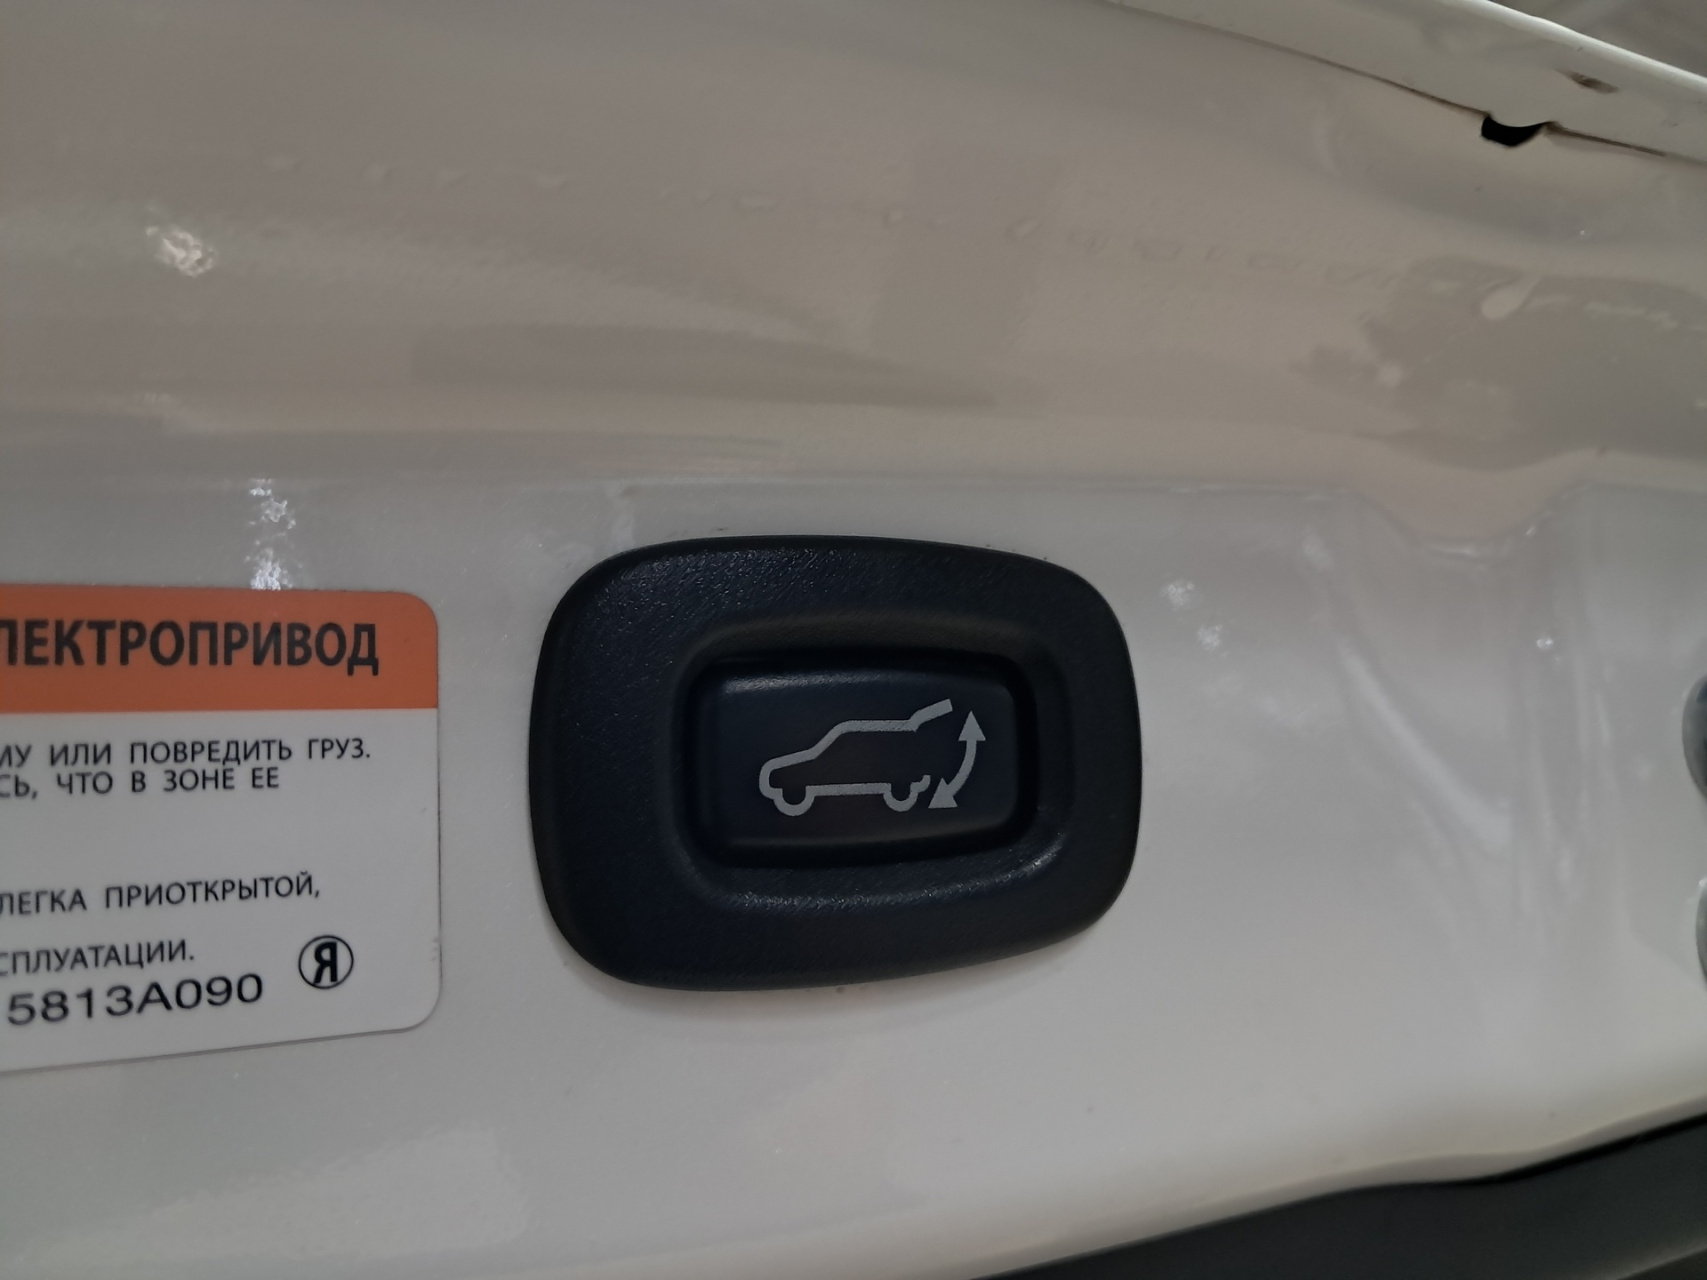 ЛЕКТРОПРИВОД
МУ ИЛИ ПОВРЕДИТЬ ГРУЗ.
СЬ, ЧТО В ЗОНЕ ЕЕ
ЛЕГКА ПРИОТКРЫТОЙ,
СПЛУАТАЦИИ.
5813A090 Я